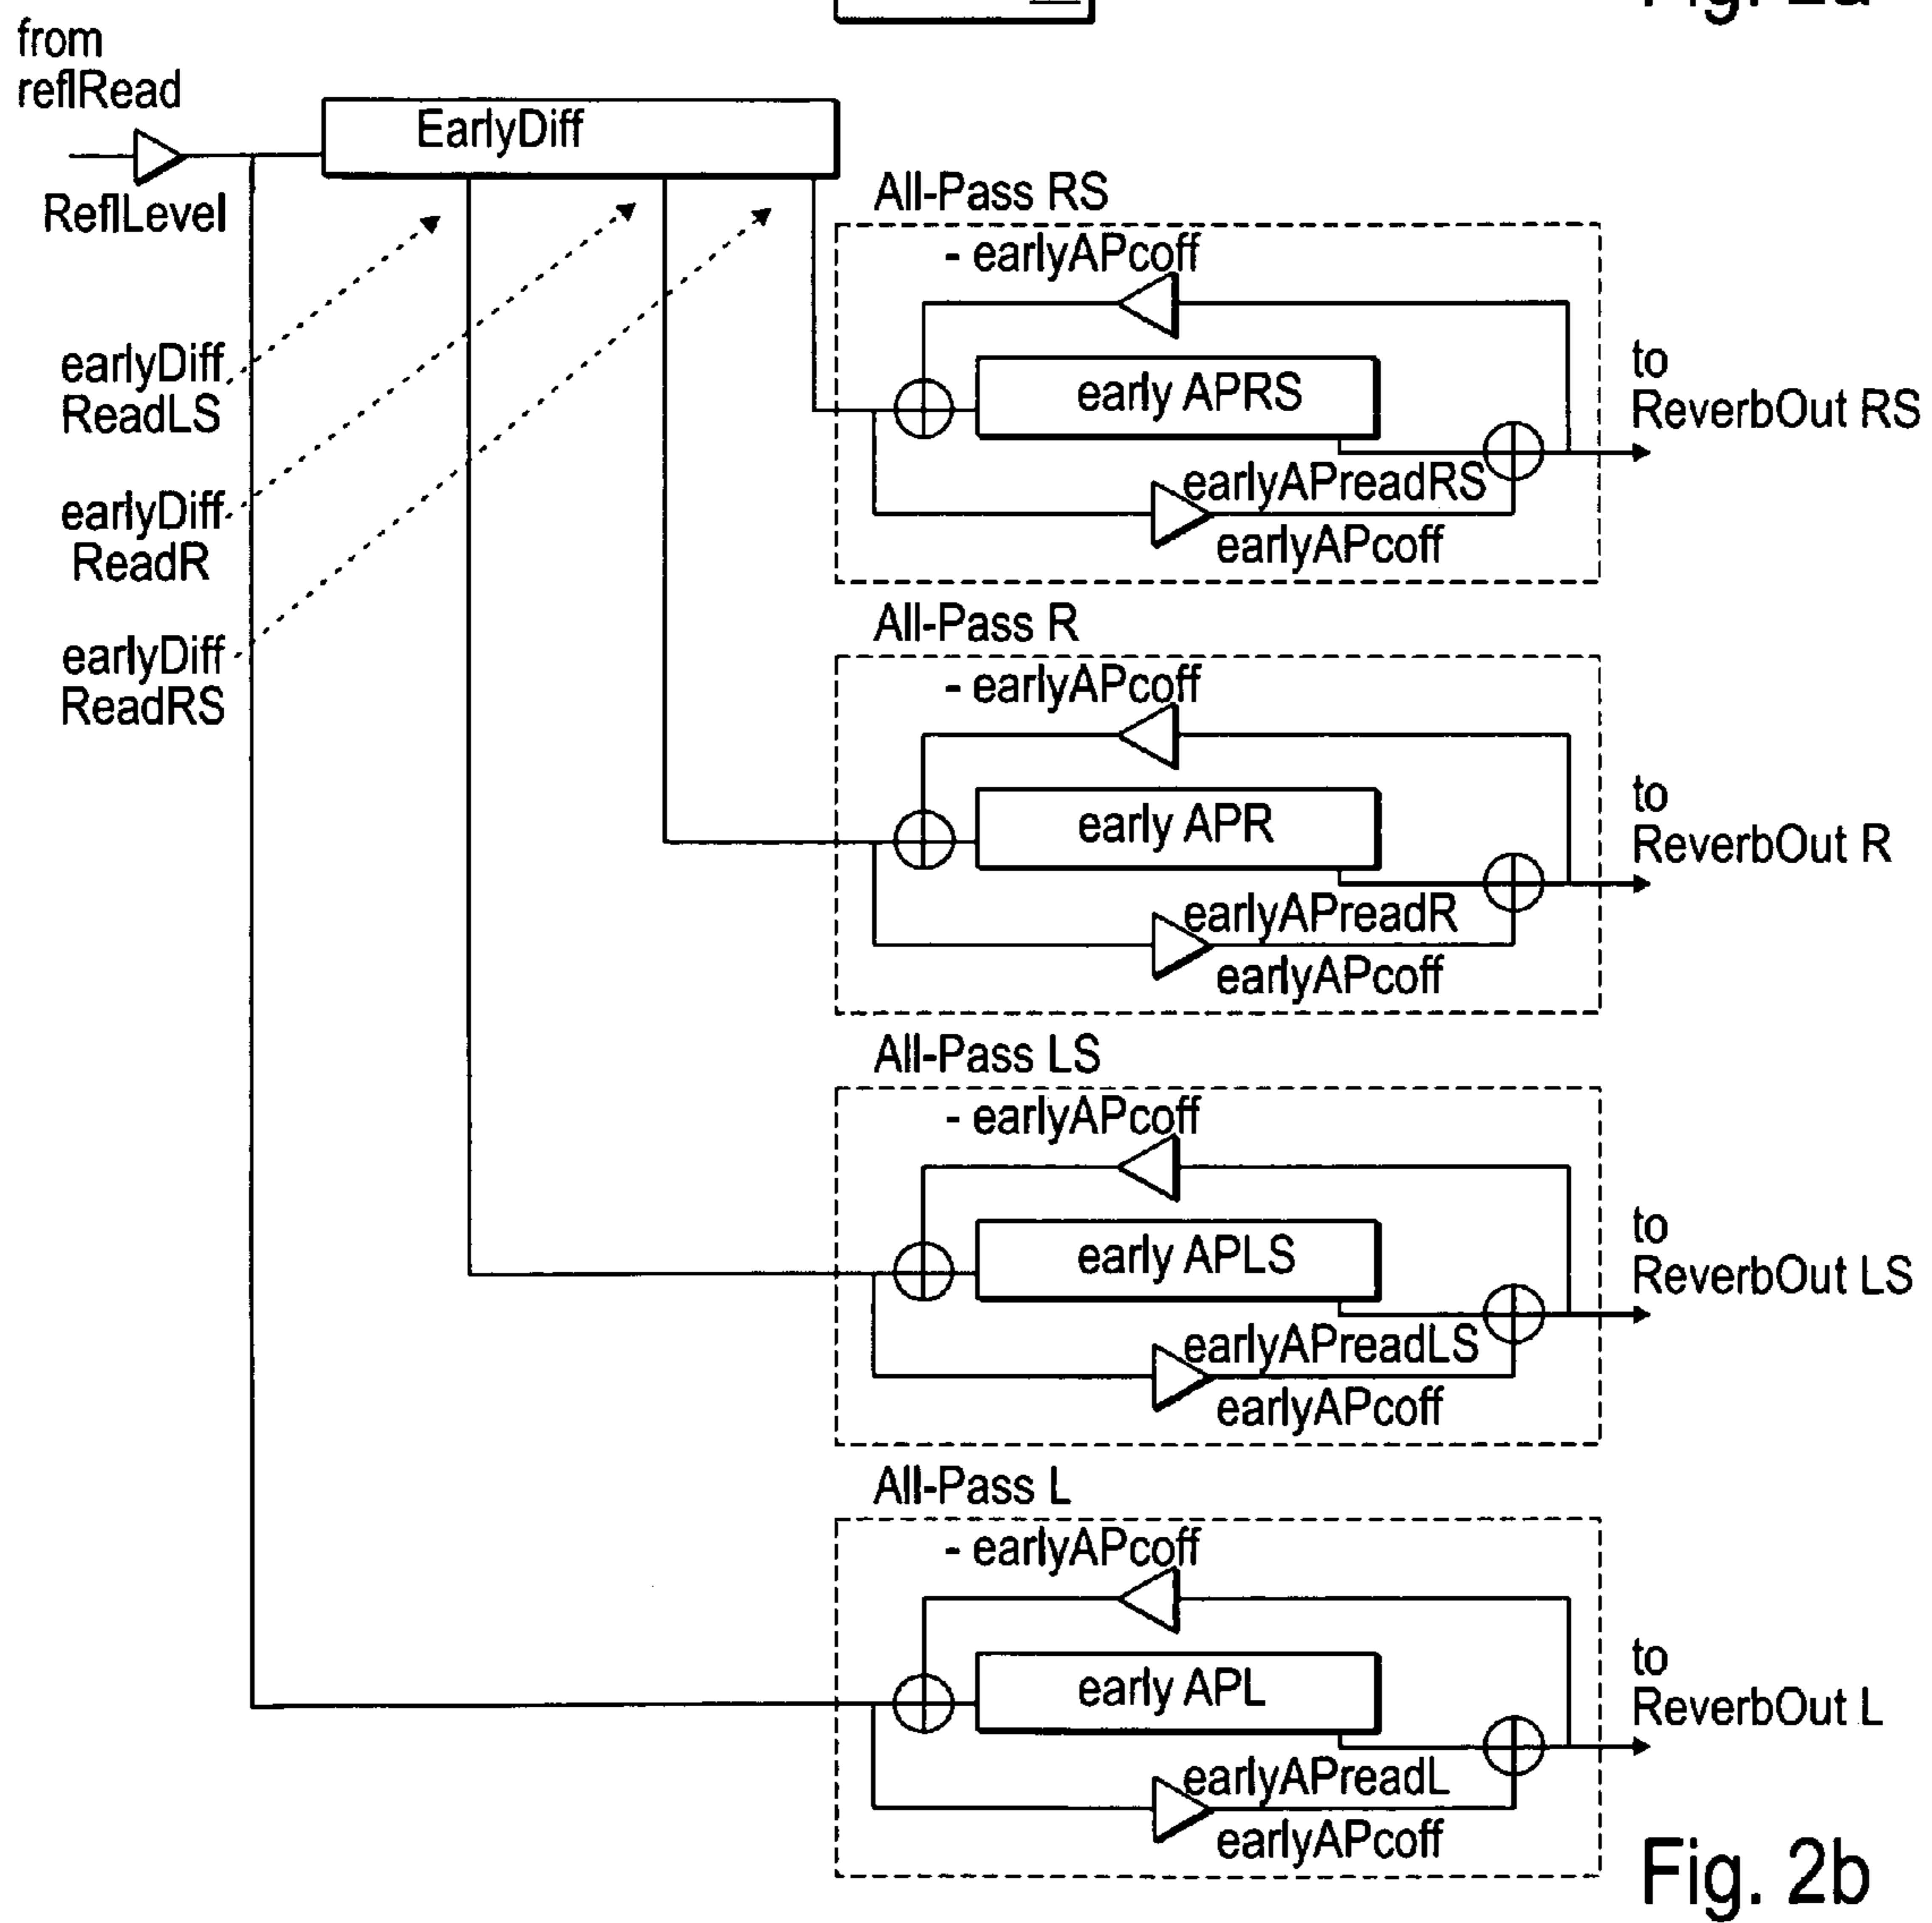 from
reflRead
EarlyDiff
ReflLevel
earlyDiff
ReadLS
earlyDiff
ReadR
earlyDiff
ReadRS
All-Pass RS
- earlyAPcoff
early APRS
earlyAPreadRS
earlyAPcoff
to
ReverbOut RS
All-Pass R
- earlyAPcoff
early APR
earlyAPreadR
earlyAPcoff
to
ReverbOut R
All-Pass LS
- earlyAPcoff
early APLS
earlyAPreadLS
earlyAPcoff
to
ReverbOut LS
All-Pass L
- earlyAPcoff
early APL
earlyAPreadL
earlyAPcoff
to
ReverbOut L
Fig. 2b